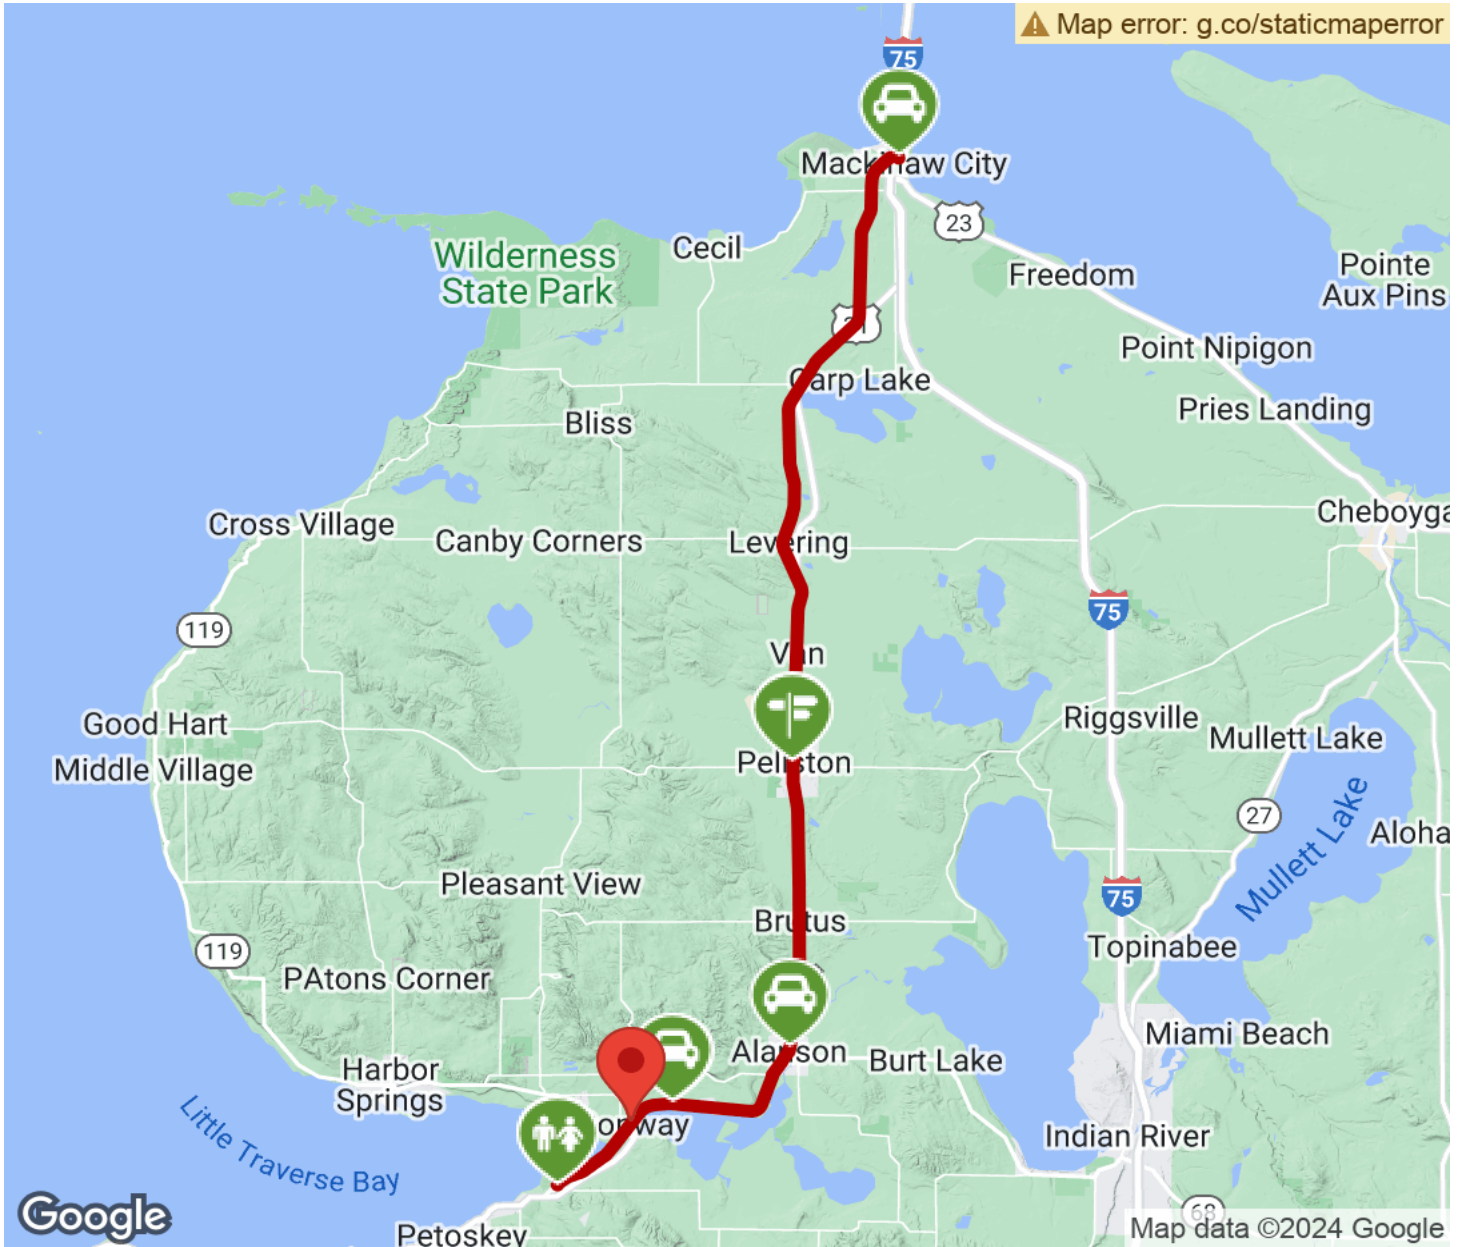 Map error: g.co/staticmaperror
75
Mackinaw City
23
Cecil
Wilderness
State Park
Freedom
Pointe
Aux Pins
21
Point Nipigon
Carp Lake
Pries Landing
Bliss
Cheboyga
Cross Village
Canby Corners
Levering
75
119
Van
Good Hart
Riggsville
Mullett Lake
Middle Village
Pellston
27
Mullett Lake
Aloha
Pleasant View
75
Brutus
119
Topinabee
PAtons Corner
Miami Beach
Alanson
Burt Lake
Harbor
Springs
onway
Little Traverse Bay
Indian River
68
Google
Petoskey
Map data ©2024 Google